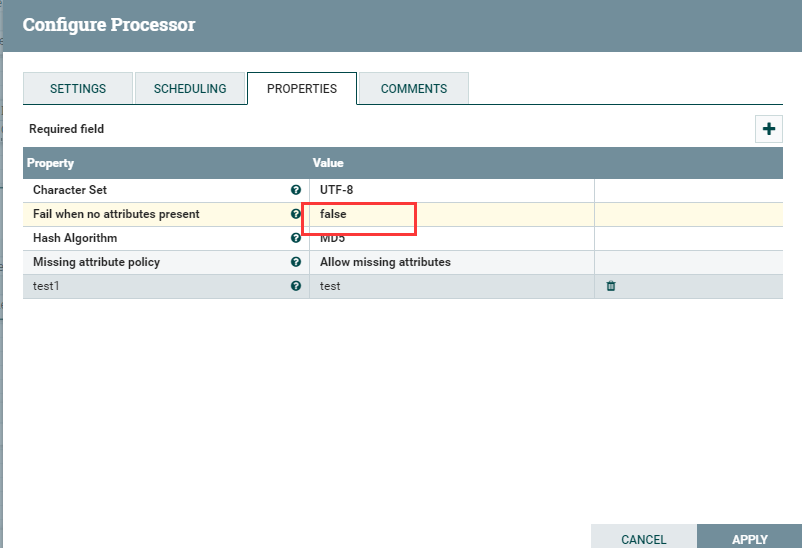 Configure Processor
SETTINGS SCHEDULING PROPERTIES COMMENTS
Required field
Property Value
Character Set UTF-8
Fail when no attributes present false
Hash Algorithm MD5
Missing attribute policy Allow missing attributes
test1 test
CANCEL APPLY